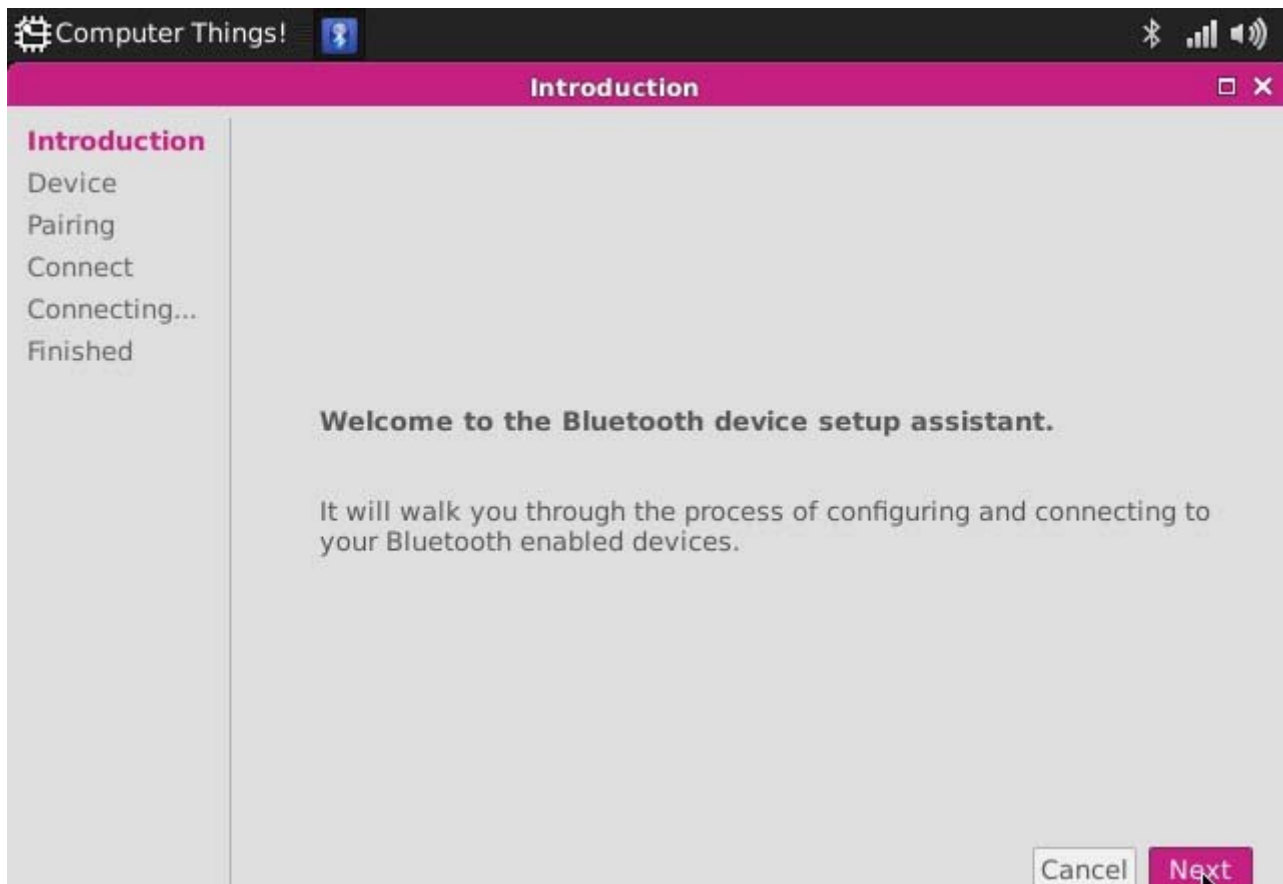 Computer Things!
Introduction
Introduction
Device
Pairing
Connect
Connecting...
Finished
Welcome to the Bluetooth device setup assistant.
It will walk you through the process of configuring and connecting to
your Bluetooth enabled devices.
Cancel Next